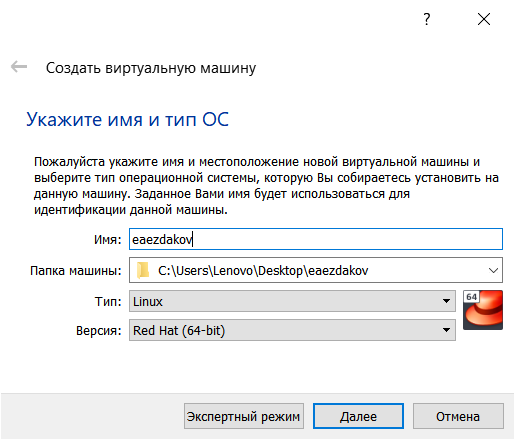 ?
Создать виртуальную машину
Укажите имя и тип ОС
Пожалуйста укажите имя и местоположение новой виртуальной машины и
выберите тип операционной системы, которую Вы собираетесь установить на
данную машину. Заданное Вами имя будет использоваться для
идентификации данной машины.
Имя: eaezdakov
Папка машины: C:\Users\Lenovo\Desktop\eaezdakov
Тип: Linux
64
Версия: Red Hat (64-bit)
Экспертный режим Далее Отмена